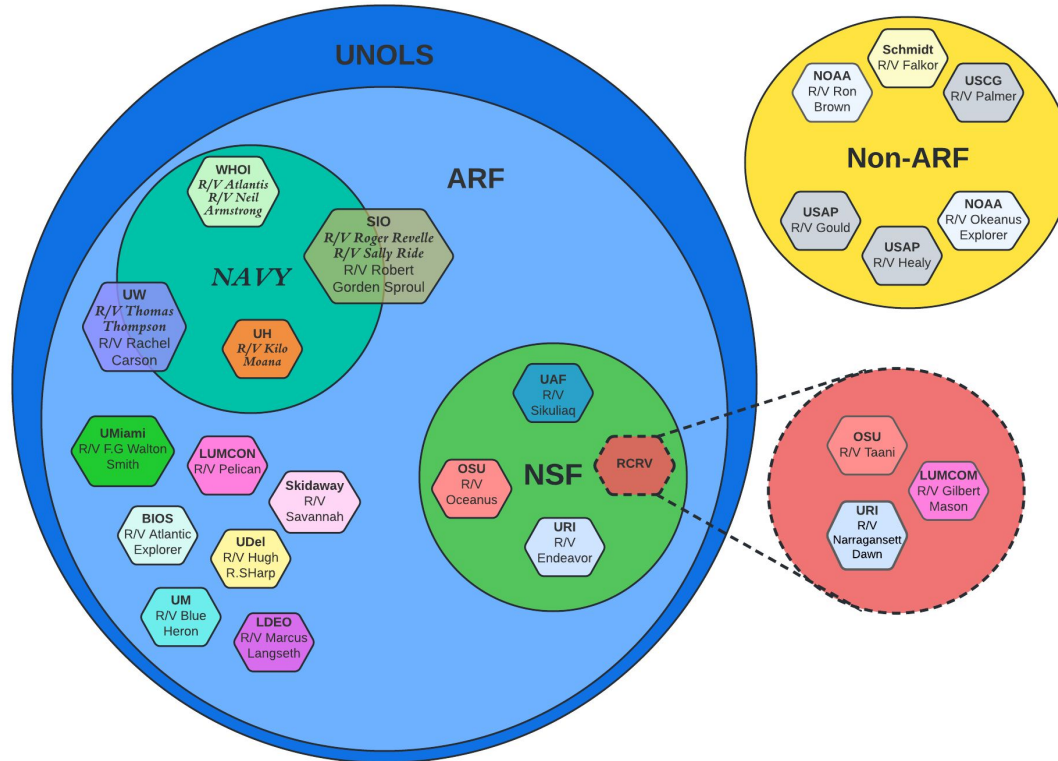 UNOLS
ARF
WHOI
R/V Atlantis
R/V Neil
Armstrong
SIO
R/V Roger Revelle
R/V Sally Ride
R/V Robert
Gorden Sproul
NAVY
UW
R/V Thomas
Thompson
R/V Rachel
Carson
UH
R/V Kilo
Moana
UMiami
R/V F.G Walton
Smith
LUMCON
R/V Pelican
Skidaway
R/V
Savannah
BIOS
R/V Atlantic
Explorer
UDel
R/V Hugh
R.SHarp
UM
R/V Blue
Heron
LDEO
R/V Marcus
Langseth
UAF
R/V
Sikuliaq
OSU
R/V
Oceanus
NSF
RCRV
URI
R/V
Endeavor
Schmidt
R/V Falkor
NOAA
R/V Ron
Brown
USCG
R/V Palmer
Non-ARF
USAP
R/V Gould
NOAA
R/V Okeanus
Explorer
USAP
R/V Healy
OSU
R/V Taani
LUMCOM
R/V Gilbert
Mason
URI
R/V
Narragansett
Dawn